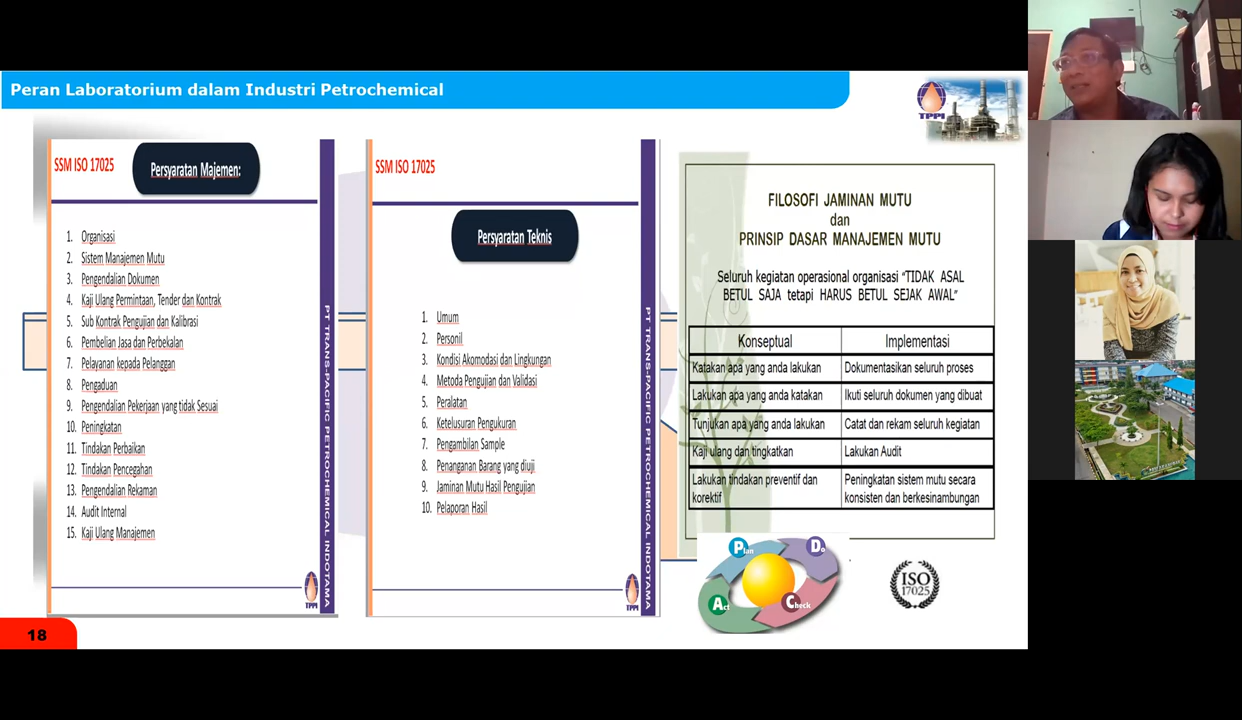 Peran Laboratorium dalam Industri Petrochemical
TPPI
SSM ISO 17025
Persyaratan Majemen:
1. Organisasi
2. Sistem Manajemen Mutu
3. Pengendalian Dokumen
4. Kaji Ulang Permintaan, Tender dan Kontrak
5. Sub Kontrak Pengujian dan Kalibrasi
6. Pembelian Jasa dan Perbekalan
7. Pelayanan kepada Pelanggan
8. Pengaduan
9. Pengendalian Pekerjaan yang tidak Sesuai
10. Peningkatan
11. Tindakan Perbaikan
12. Tindakan Pencegahan
13. Pengendalian Rekaman
14. Audit Internal
15. Kaji Ulang Manajemen
PT TRANS-PACIFIC PETROCHEMICAL INDOTAMA
TPPI
SSM ISO 17025
Persyaratan Teknis
1. Umum
2. Personil
3. Kondisi Akomodasi dan Lingkungan
4. Metoda Pengujian dan Validasi
5. Peralatan
6. Ketelusuran Pengukuran
7. Pengambilan Sample
8. Penanganan Barang yang diuji
9. Jaminan Mutu Hasil Pengujian
10. Pelaporan Hasil
PT TRANS-PACIFIC PETROCHEMICAL INDOTAMA
TPPI
FILOSOFI JAMINAN MUTU
dan
PRINSIP DASAR MANAJEMEN MUTU
Seluruh kegiatan operasional organisasi “TIDAK ASAL
BETUL SAJA tetapi HARUS BETUL SEJAK AWAL”
Konseptual Implementasi
Katakan apa yang anda lakukan Dokumentasikan seluruh proses
Lakukan apa yang anda katakan Ikuti seluruh dokumen yang dibuat
Tunjukan apa yang anda lakukan Catat dan rekam seluruh kegiatan
Kaji ulang dan tingkatkan Lakukan Audit
Lakukan tindakan preventif dan Peningkatan sistem mutu secara
korektif konsisten dan berkesinambungan
Plan
Do
Act
Check
ISO
17025
18